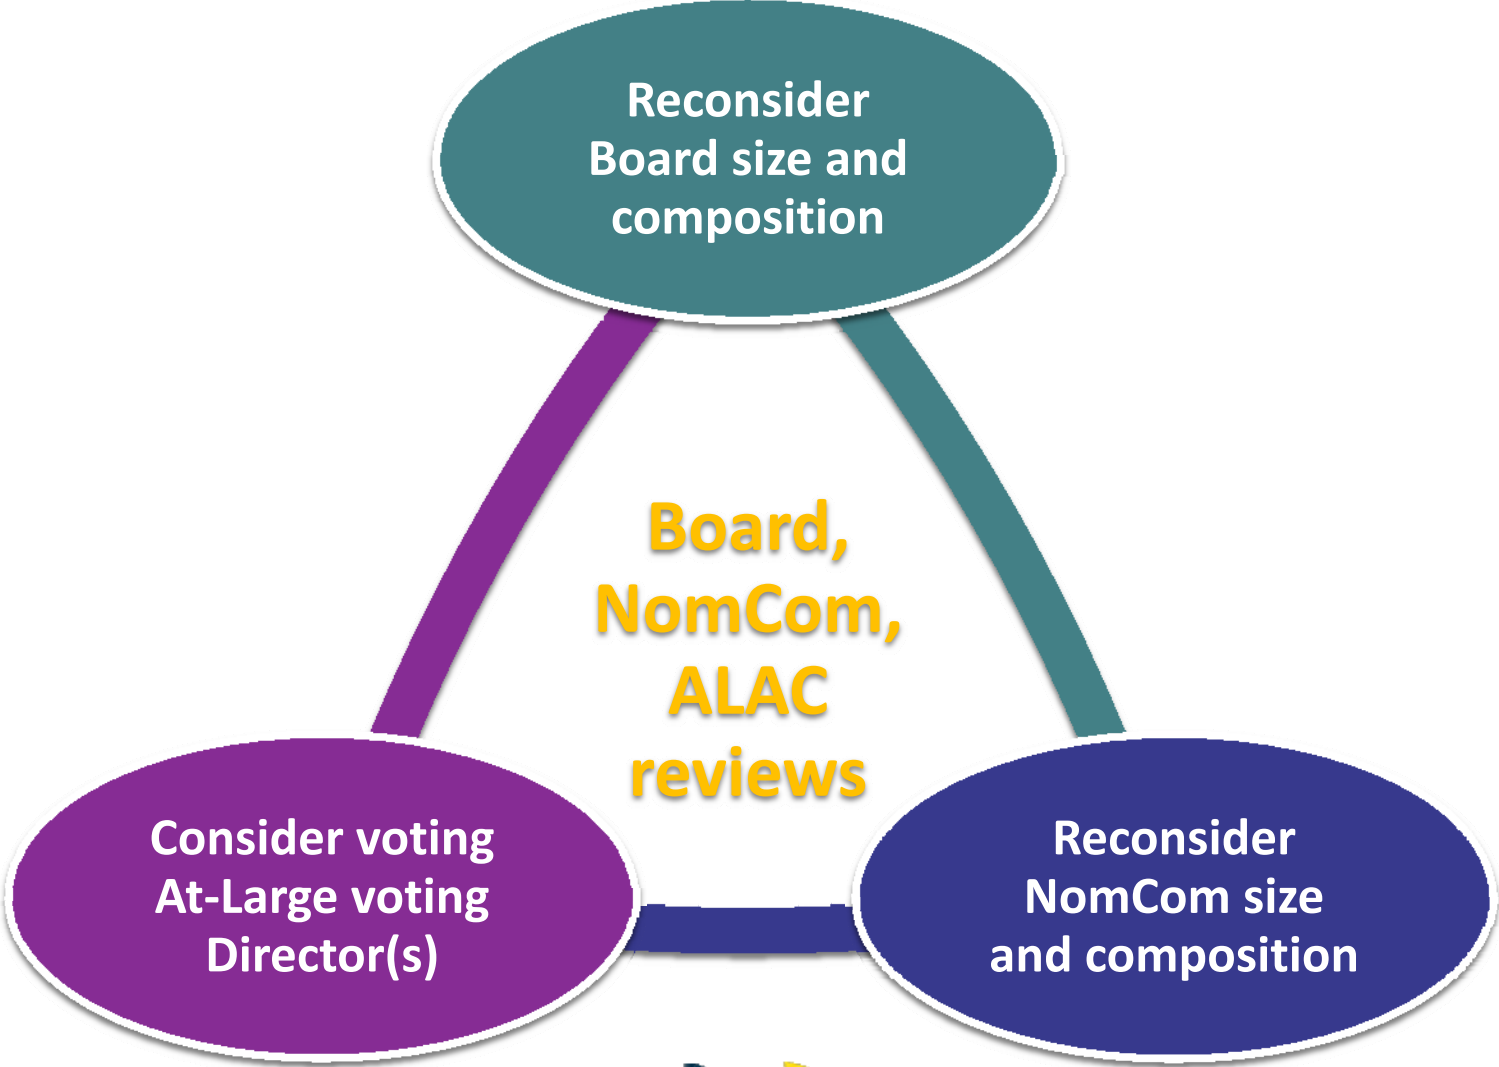 Reconsider
Board size and
composition
Board,
NomCom,
ALAC
reviews
Consider voting
At-Large voting
Director(s)
Reconsider
NomCom size
and composition